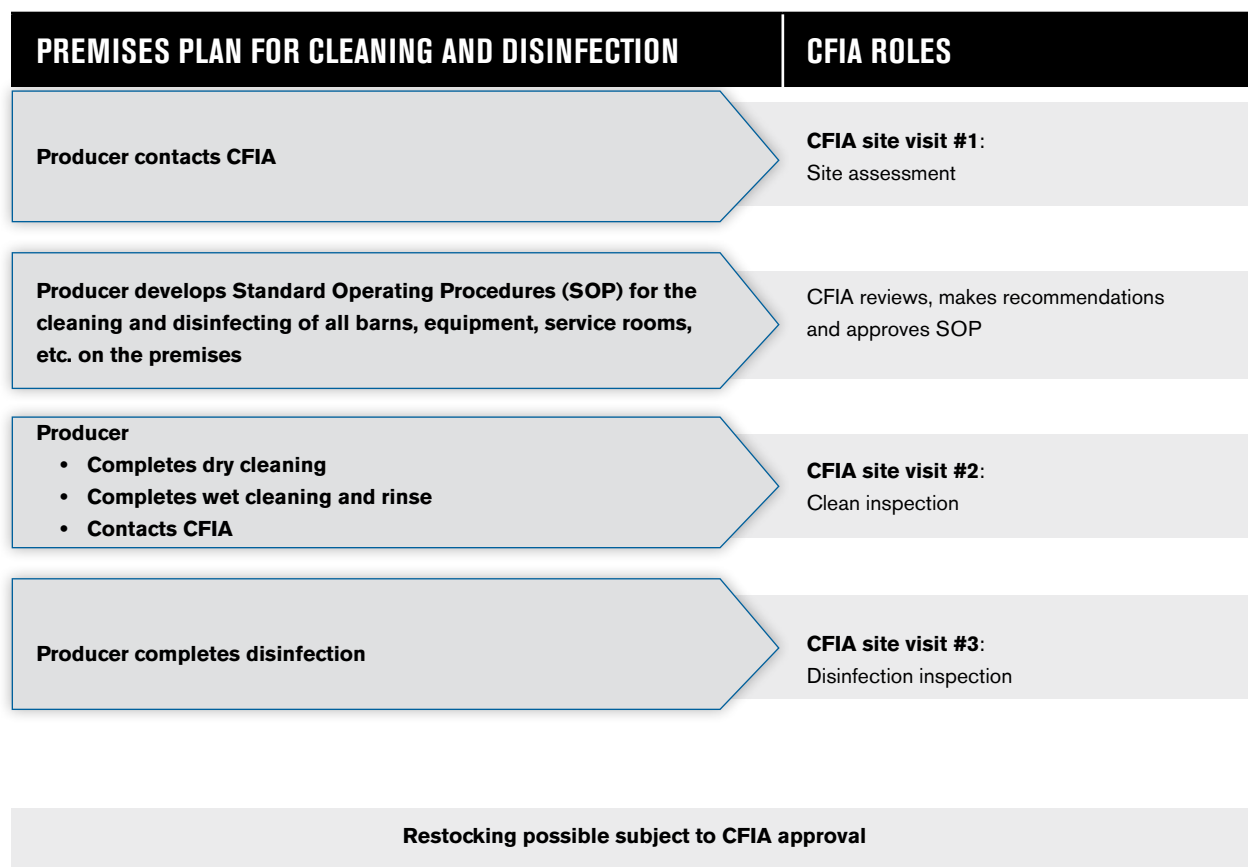 PREMISES PLAN FOR CLEANING AND DISINFECTION
CFIA ROLES
Producer contacts CFIA
CFIA site visit #1:
Site assessment
Producer develops Standard Operating Procedures (SOP) for the
cleaning and disinfecting of all barns, equipment, service rooms,
etc. on the premises
CFIA reviews, makes recommendations
and approves SOP
Producer
• Completes dry cleaning
• Completes wet cleaning and rinse
• Contacts CFIA
CFIA site visit #2:
Clean inspection
Producer completes disinfection
CFIA site visit #3:
Disinfection inspection
Restocking possible subject to CFIA approval